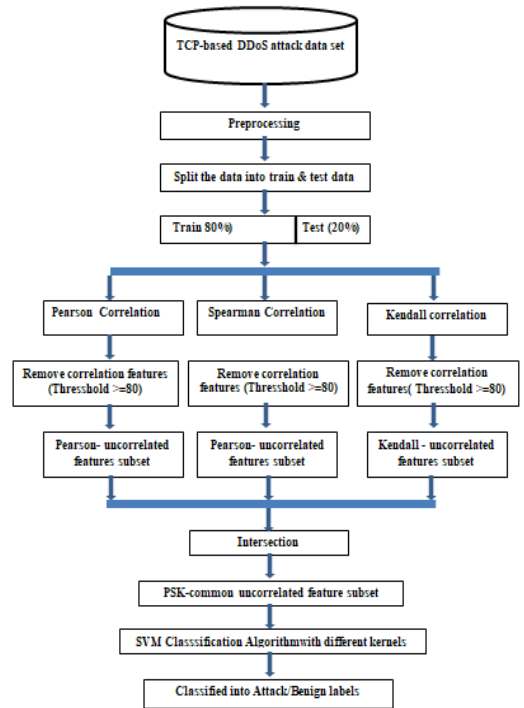 TCP-based DDoS attack data set
Preprocessing
Split the data into train & test data
Train 80%)
Test (20%)
Pearson Correlation
Spearman Correlation
Kendall correlation
Remove correlation features
(Thresshold >=80)
Remove correlation
features (Thresshold >=80)
Remove correlation
features( Thresshold >=80)
Pearson- uncorrelated
features subset
Pearson- uncorrelated
features subset
Kendall - uncorrelated
features subset
Intersection
PSK-common uncorrelated feature subset
SVM Classsification Algorithmwith different kernels
Classified into Attack/Benign labels